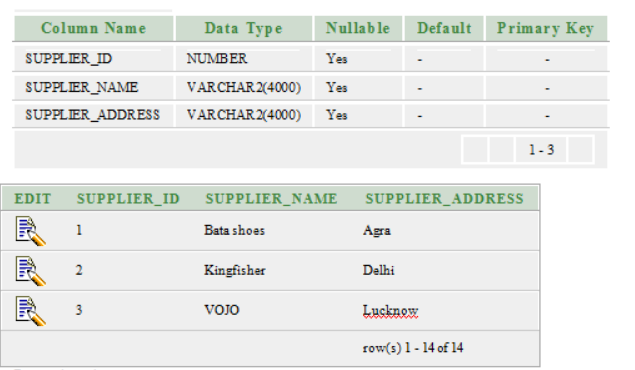 Column Name Data Type Nullable Default Primary Key
SUPPLIER_ID NUMBER Yes - -
SUPPLIER_NAME VARCHAR2(4000) Yes - -
SUPPLIER_ADDRESS VARCHAR2(4000) Yes - -
1 - 3
EDIT SUPPLIER_ID SUPPLIER_NAME SUPPLIER_ADDRESS
1 Bata shoes Agra
2 Kingfisher Delhi
3 VOJO Lucknow
row(s) 1 - 14 of 14